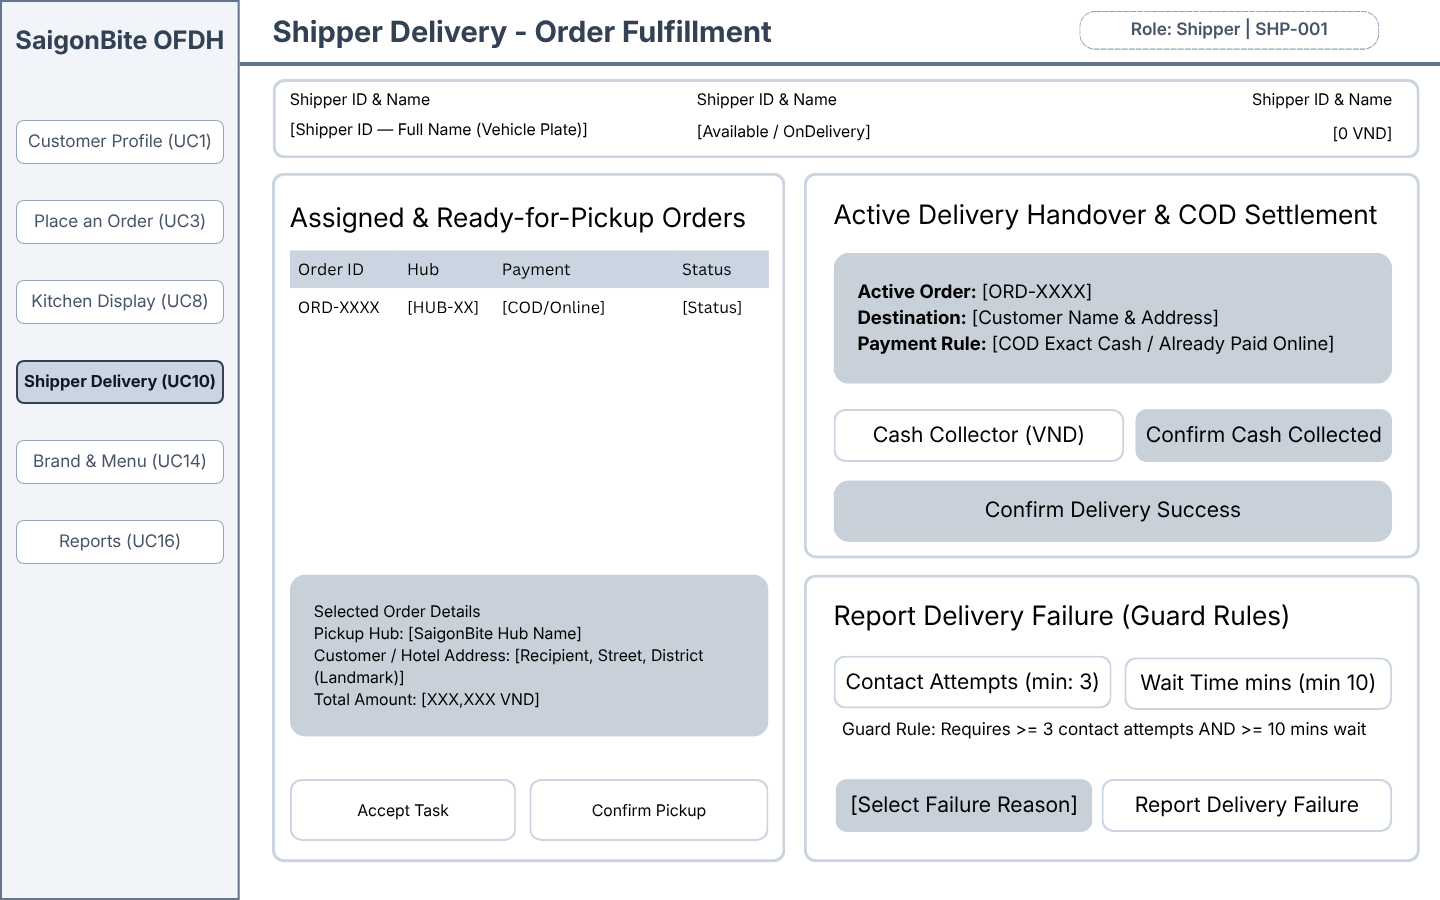 SaigonBite OFDH
Customer Profile (UC1)
Place an Order (UC3)
Kitchen Display (UC8)
Shipper Delivery (UC10)
Brand & Menu (UC14)
Reports (UC16)
Shipper Delivery - Order Fulfillment
Role: Shipper | SHP-001
Shipper ID & Name
[Shipper ID — Full Name (Vehicle Plate)]
Shipper ID & Name
[Available / OnDelivery]
Shipper ID & Name
[0 VND]
Assigned & Ready-for-Pickup Orders
Order ID Hub Payment Status
ORD-XXXX [HUB-XX] [COD/Online] [Status]
Selected Order Details
Pickup Hub: [SaigonBite Hub Name]
Customer / Hotel Address: [Recipient, Street, District
(Landmark)]
Total Amount: [XXX,XXX VND]
Accept Task
Confirm Pickup
Active Delivery Handover & COD Settlement
Active Order: [ORD-XXXX]
Destination: [Customer Name & Address]
Payment Rule: [COD Exact Cash / Already Paid Online]
Cash Collector (VND)
Confirm Cash Collected
Confirm Delivery Success
Report Delivery Failure (Guard Rules)
Contact Attempts (min: 3)
Wait Time mins (min 10)
Guard Rule: Requires >= 3 contact attempts AND >= 10 mins wait
[Select Failure Reason]
Report Delivery Failure